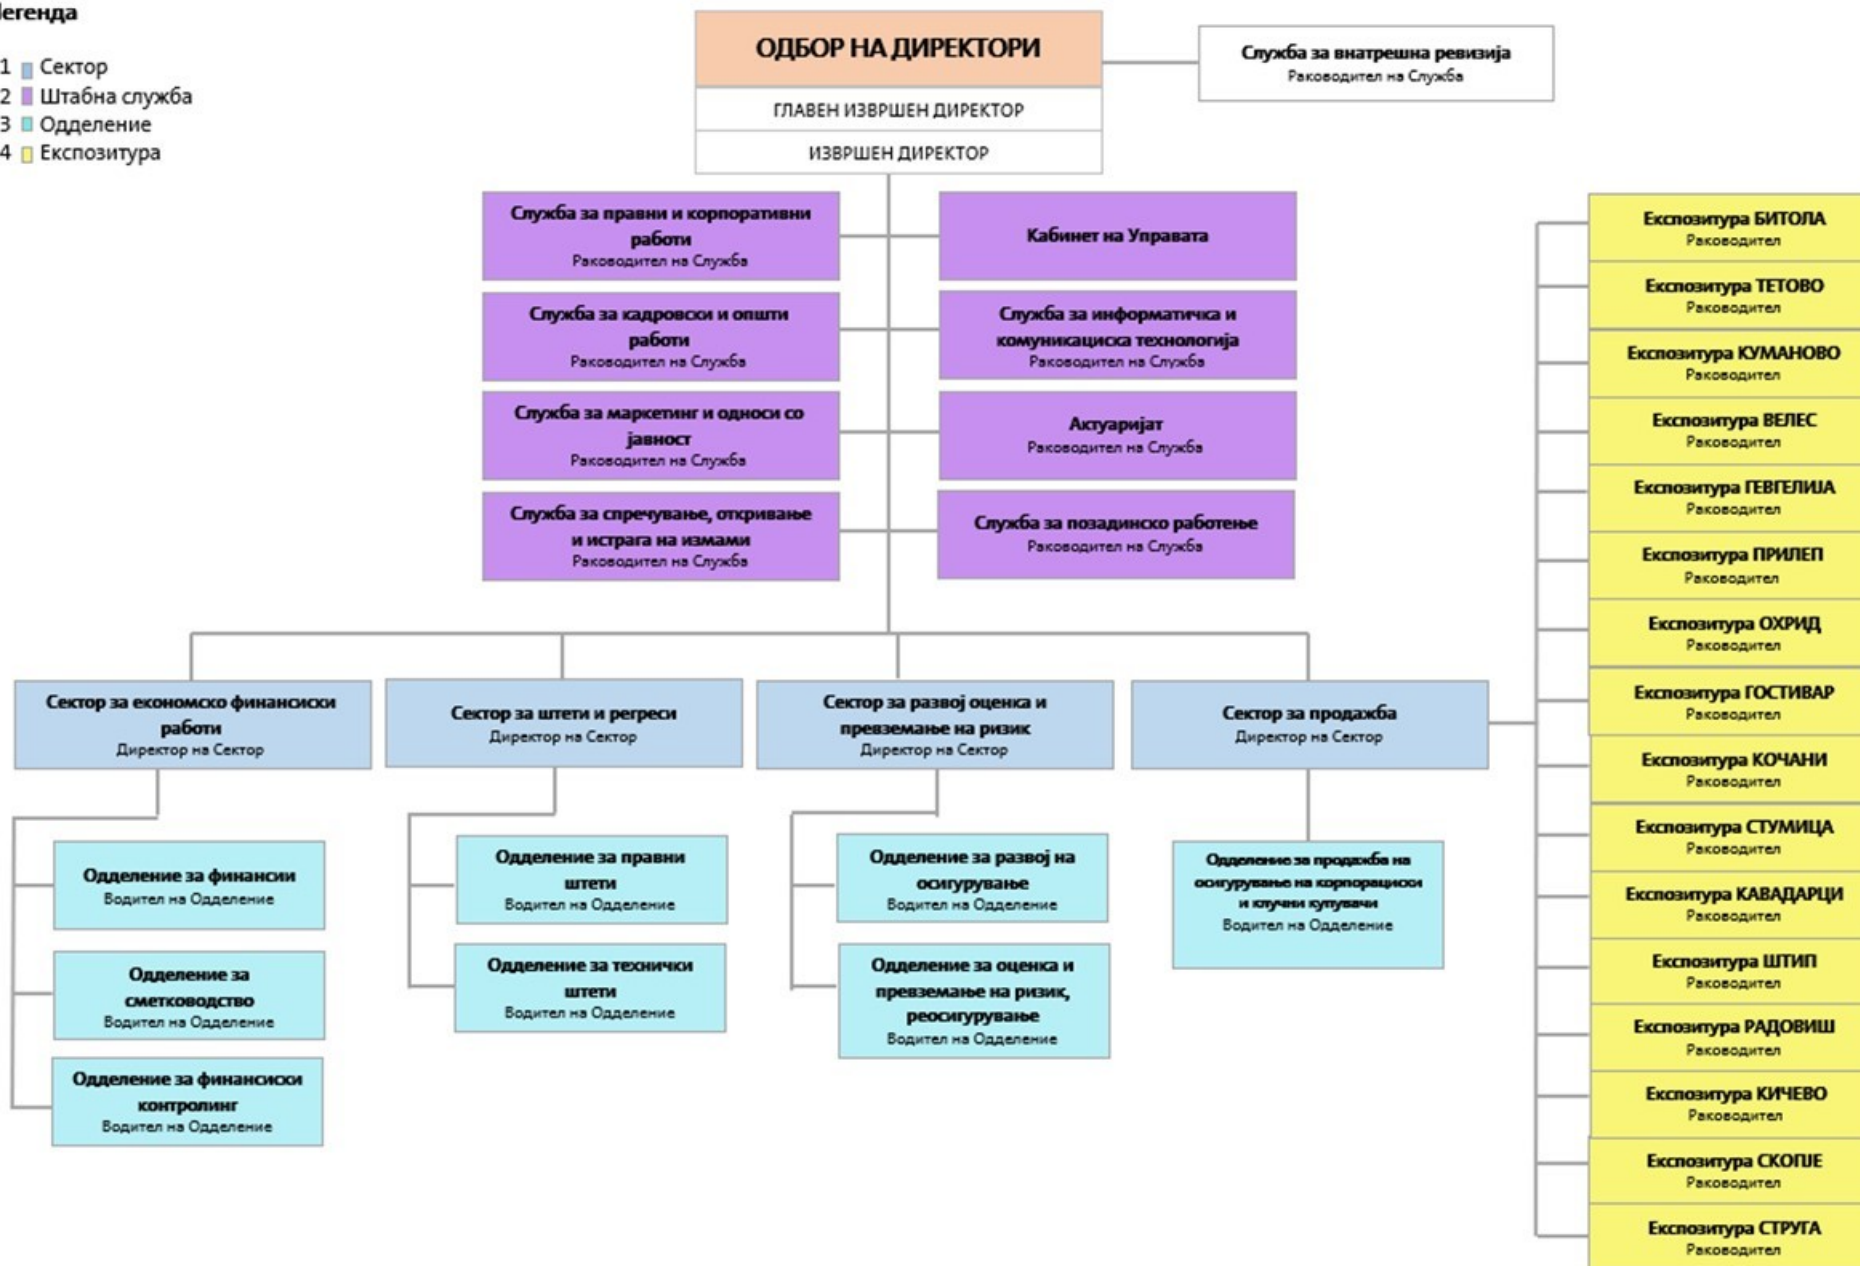 Легенда
1 Сектор
2 Штабна служба
3 Одделение
4 Експозитура
ОДБОР НА ДИРЕКТОРИ
ГЛАВЕН ИЗВРШЕН ДИРЕКТОР
ИЗВРШЕН ДИРЕКТОР
Служба за внатрешна ревизија
Раководител на Служба
Служба за правни и корпоративни
работи
Раководител на Служба
Кабинет на Управата
Служба за кадровски и општи
работи
Раководител на Служба
Служба за информатичка и
комуникациска технологија
Раководител на Служба
Служба за маркетинг и односи со
јавност
Раководител на Служба
Актуаријат
Раководител на Служба
Служба за спречување, откривање
и истрага на измами
Раководител на Служба
Служба за позадинско работење
Раководител на Служба
Сектор за економско финансиски
работи
Директор на Сектор
Сектор за штети и регреси
Директор на Сектор
Сектор за развој оценка и
превземање на ризик
Директор на Сектор
Сектор за продажба
Директор на Сектор
Одделение за финансии
Водител на Одделение
Одделение за
сметководство
Водител на Одделение
Одделение за финансиски
контролинг
Водител на Одделение
Одделение за правни
штети
Водител на Одделение
Одделение за технички
штети
Водител на Одделение
Одделение за развој на
осигурување
Водител на Одделение
Одделение за оценка и
превземање на ризик,
реосигурување
Водител на Одделение
Одделение за продажба на
осигурување на корпорациски
и клучни купувачи
Водител на Одделение
Експозитура БИТОЛА
Раководител
Експозитура ТЕТОВО
Раководител
Експозитура КУМАНОВО
Раководител
Експозитура ВЕЛЕС
Раководител
Експозитура ГЕВГЕЛИЈА
Раководител
Експозитура ПРИЛЕП
Раководител
Експозитура ОХРИД
Раководител
Експозитура ГОСТИВАР
Раководител
Експозитура КОЧАНИ
Раководител
Експозитура СТУМИЦА
Раководител
Експозитура КАВАДАРЦИ
Раководител
Експозитура ШТИП
Раководител
Експозитура РАДОВИШ
Раководител
Експозитура КИЧЕВО
Раководител
Експозитура СКОПЈЕ
Раководител
Експозитура СТРУГА
Раководител